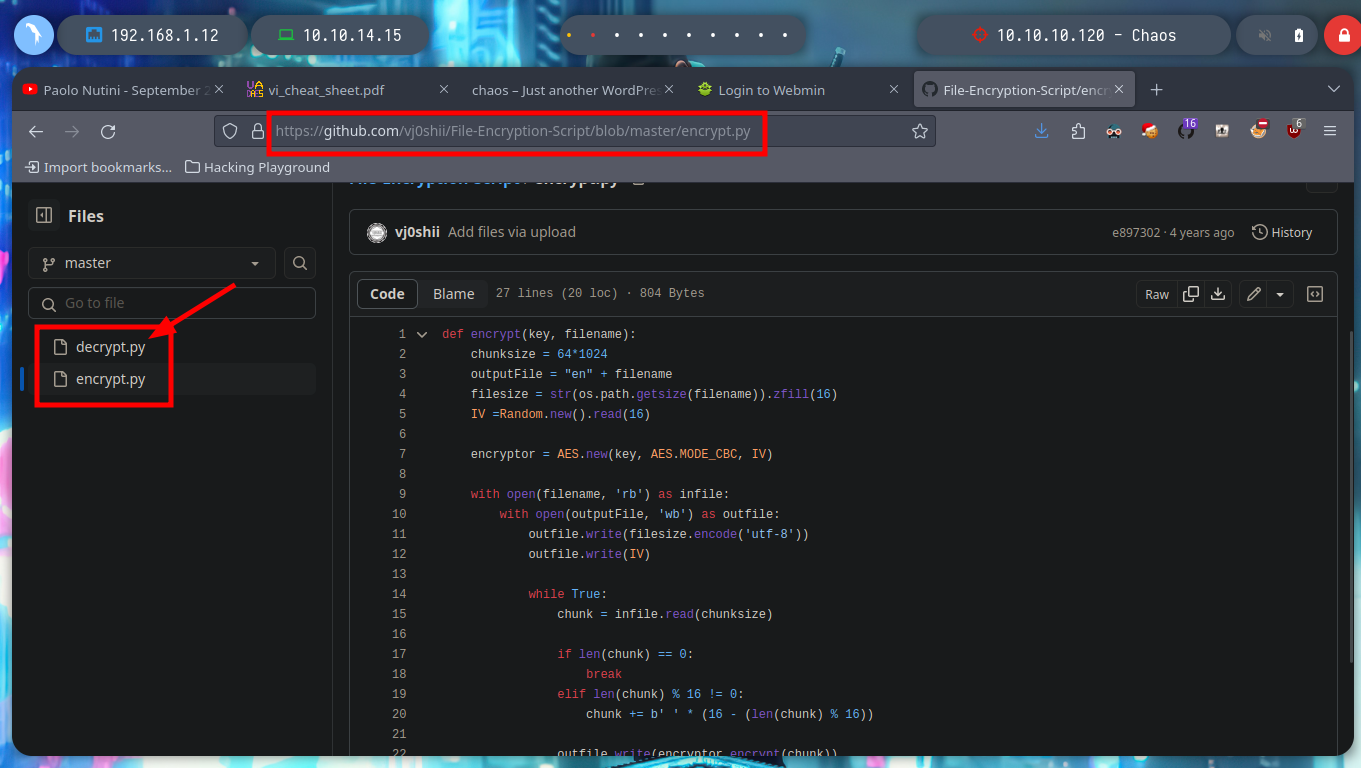 192.168.1.12
10.10.14.15
10.10.10.120 - Chaos
Paolo Nutini - September 2
vi_cheat_sheet.pdf
chaos – Just another WordPres
Login to Webmin
File-Encryption-Script/encr
https://github.com/vj0shii/File-Encryption-Script/blob/master/encrypt.py
16
6
Import bookmarks...
Hacking Playground
Files
vj0shii Add files via upload
e897302 · 4 years ago
History
master
Go to file
Code
Blame
27 lines (20 loc) · 804 Bytes
Raw
decrypt.py
encrypt.py
1 def encrypt(key, filename):
2 chunksize = 64*1024
3 outputFile = "en" + filename
4 filesize = str(os.path.getsize(filename)).zfill(16)
5 IV =Random.new().read(16)
6
7 encryptor = AES.new(key, AES.MODE_CBC, IV)
8
9 with open(filename, 'rb') as infile:
10 with open(outputFile, 'wb') as outfile:
11 outfile.write(filesize.encode('utf-8'))
12 outfile.write(IV)
13
14 while True:
15 chunk = infile.read(chunksize)
16
17 if len(chunk) == 0:
18 break
19 elif len(chunk) % 16 != 0:
20 chunk += b' ' * (16 - (len(chunk) % 16))
21
22 outfile.write(encryptor.encrypt(chunk))